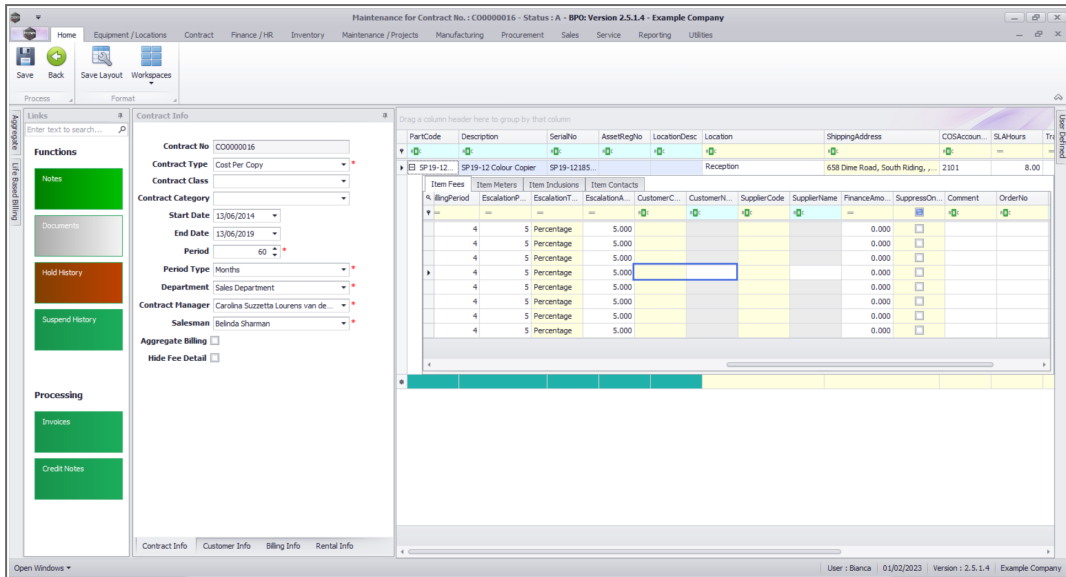 Maintenance for Contract No. : CO0000016 - Status : A - BPO: Version 2.5.1.4 - Example Company
Home Equipment / Locations Contract Finance / HR Inventory Maintenance / Projects Manufacturing Procurement Sales Service Reporting Utilities
Save Back Save Layout Workspaces
Process Format
Aggregate
Life Based Billing
Links
Enter text to search...
Functions
Notes
Documents
Hold History
Suspend History
Processing
Invoices
Credit Notes
Contract Info
Contract No CO0000016
Contract Type Cost Per Copy *
Contract Class
Contract Category
Start Date 13/06/2014
End Date 13/06/2019
Period 60 *
Period Type Months *
Department Sales Department *
Contract Manager Carolina Suzzetta Lourens van de... *
Salesman Belinda Sharman *
Aggregate Billing
Hide Fee Detail
Contract Info Customer Info Billing Info Rental Info
Drag a column header here to group by that column
PartCode Description SerialNo AssetRegNo LocationDesc Location ShippingAddress COSAccoun... SLAHours Tra
SP19-12... SP19-12 Colour Copier SP19-12185... Reception 658 Dime Road, South Riding, ,... 2101 8.00
Item Fees Item Meters Item Inclusions Item Contacts
illingPeriod EscalationP... EscalationT... EscalationA... CustomerC... CustomerN... SupplierCode SupplierName FinanceAmo... SuppressOn... Comment OrderNo
4 5 Percentage 5.000 0.000
4 5 Percentage 5.000 0.000
4 5 Percentage 5.000 0.000
4 5 Percentage 5.000 0.000
4 5 Percentage 5.000 0.000
4 5 Percentage 5.000 0.000
4 5 Percentage 5.000 0.000
4 5 Percentage 5.000 0.000
User Defined
Open Windows
User : Bianca 01/02/2023 Version : 2.5.1.4 Example Company